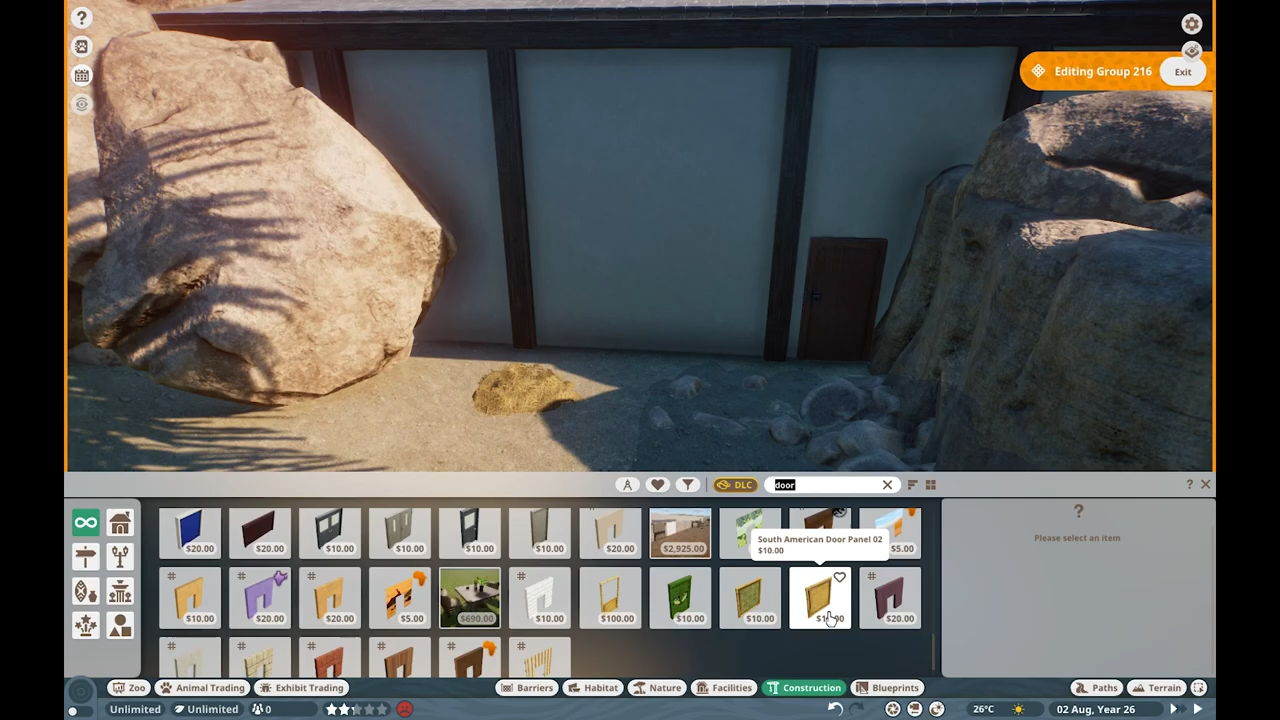 ?
Editing Group 216
Exit
DLC
door
?
$20.00
$20.00
$10.00
$10.00
$10.00
$10.00
$20.00
$2,925.00
$5.00
South American Door Panel 02
$10.00
?
Please select an item
$10.00
$20.00
$20.00
$5.00
$690.00
$10.00
$100.00
$10.00
$10.00
$20.00
Zoo
Animal Trading
Exhibit Trading
Barriers
Habitat
Nature
Facilities
Construction
Blueprints
Paths
Terrain
Unlimited
Unlimited
0
26°C
02 Aug, Year 26